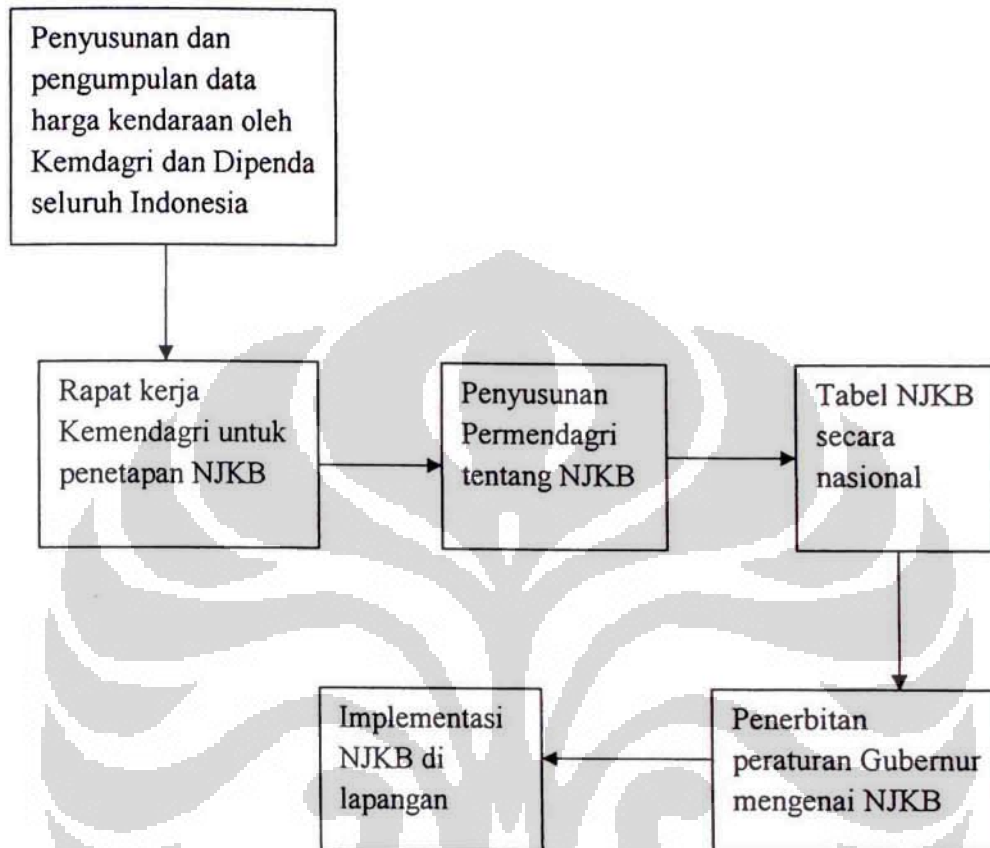 Penyusunan dan
pengumpulan data
harga kendaraan oleh
Kemdagri dan Dipenda
seluruh Indonesia
Rapat kerja
Kemendagri untuk
penetapan NJKB
Penyusunan
Permendagri
tentang NJKB
Tabel NJKB
secara
nasional
Penerbitan
peraturan Gubernur
mengenai NJKB
Implementasi
NJKB di
lapangan